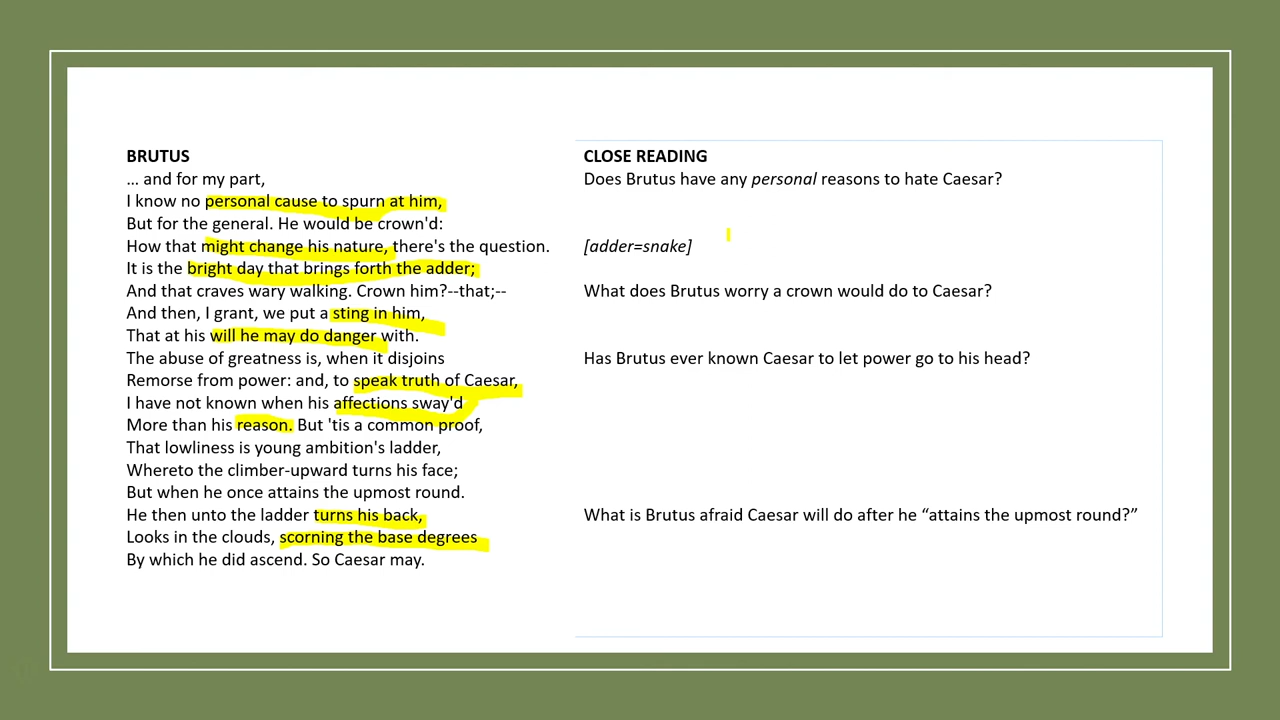 BRUTUS
… and for my part,
I know no personal cause to spurn at him,
But for the general. He would be crown'd:
How that might change his nature, there's the question.
It is the bright day that brings forth the adder;
And that craves wary walking. Crown him?--that;--
And then, I grant, we put a sting in him,
That at his will he may do danger with.
The abuse of greatness is, when it disjoins
Remorse from power: and, to speak truth of Caesar,
I have not known when his affections sway'd
More than his reason. But 'tis a common proof,
That lowliness is young ambition's ladder,
Whereto the climber-upward turns his face;
But when he once attains the upmost round.
He then unto the ladder turns his back,
Looks in the clouds, scorning the base degrees
By which he did ascend. So Caesar may.
CLOSE READING
Does Brutus have any personal reasons to hate Caesar?
[adder=snake]
What does Brutus worry a crown would do to Caesar?
Has Brutus ever known Caesar to let power go to his head?
What is Brutus afraid Caesar will do after he “attains the upmost round?”